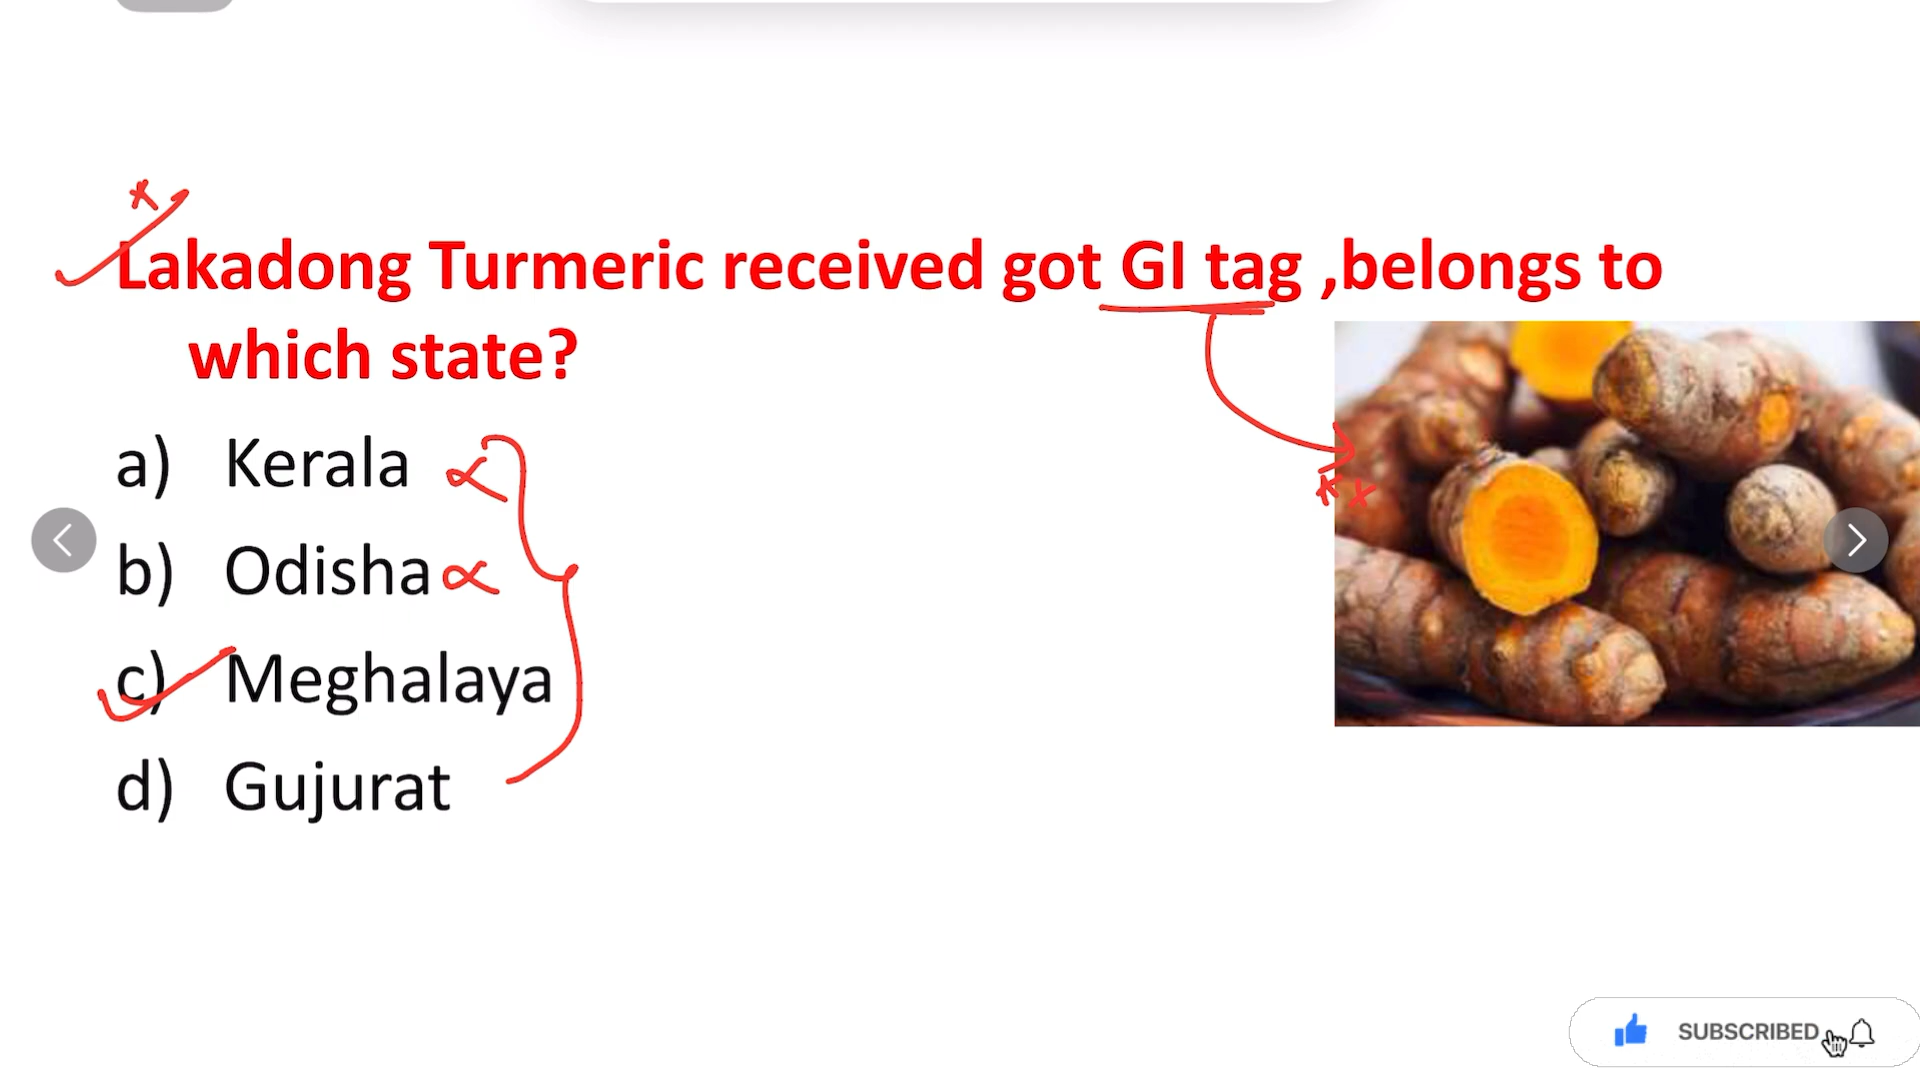 Lakadong Turmeric received got GI tag ,belongs to
which state?
a) Kerala
b) Odisha
c) Meghalaya
d) Gujurat
SUBSCRIBED